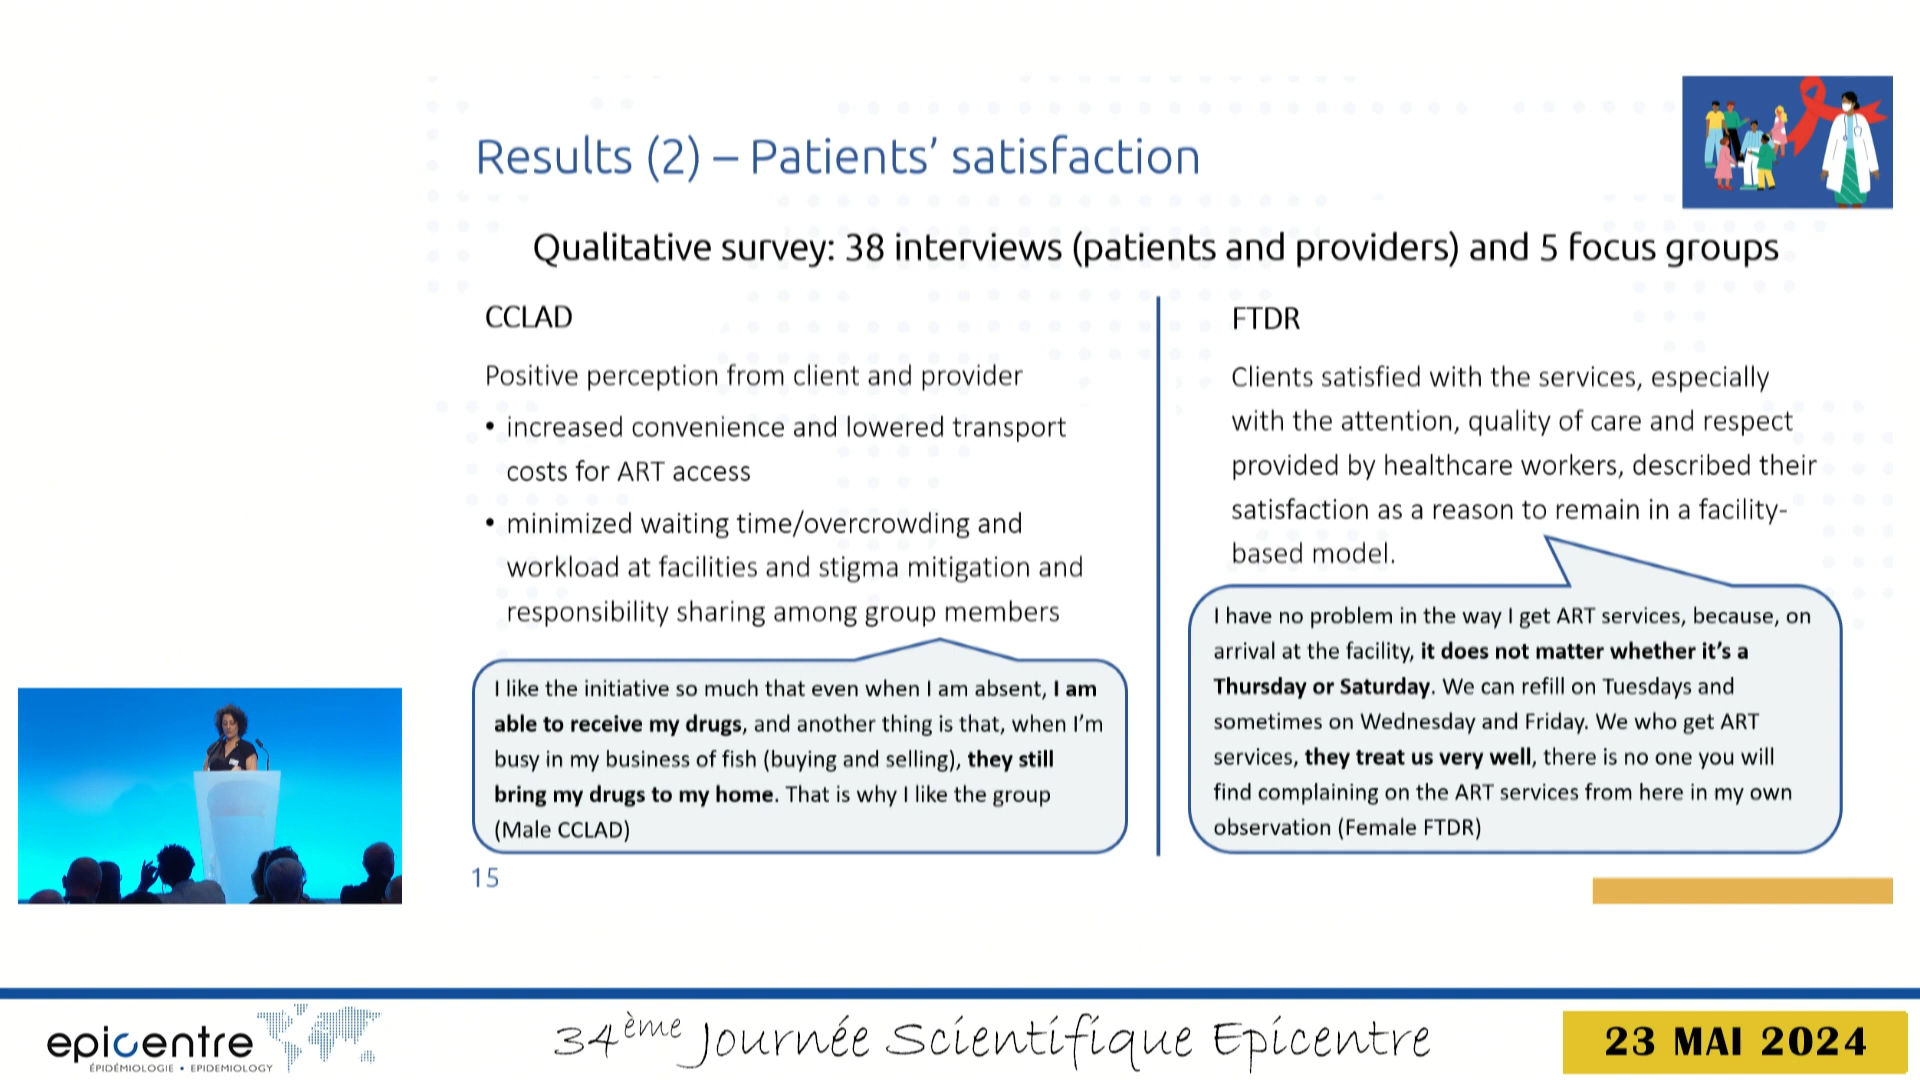 Results (2) – Patients’ satisfaction
Qualitative survey: 38 interviews (patients and providers) and 5 focus groups
CCLAD
Positive perception from client and provider
• increased convenience and lowered transport
costs for ART access
• minimized waiting time/overcrowding and
workload at facilities and stigma mitigation and
responsibility sharing among group members
I like the initiative so much that even when I am absent, I am
able to receive my drugs, and another thing is that, when I’m
busy in my business of fish (buying and selling), they still
bring my drugs to my home. That is why I like the group
(Male CCLAD)
FTDR
Clients satisfied with the services, especially
with the attention, quality of care and respect
provided by healthcare workers, described their
satisfaction as a reason to remain in a facility-
based model.
I have no problem in the way I get ART services, because, on
arrival at the facility, it does not matter whether it’s a
Thursday or Saturday. We can refill on Tuesdays and
sometimes on Wednesday and Friday. We who get ART
services, they treat us very well, there is no one you will
find complaining on the ART services from here in my own
observation (Female FTDR)
15
epicentre
ÉPIDÉMIOLOGIE • EPIDEMIOLOGY
34ème Journée Scientifique Epicentre
23 MAI 2024